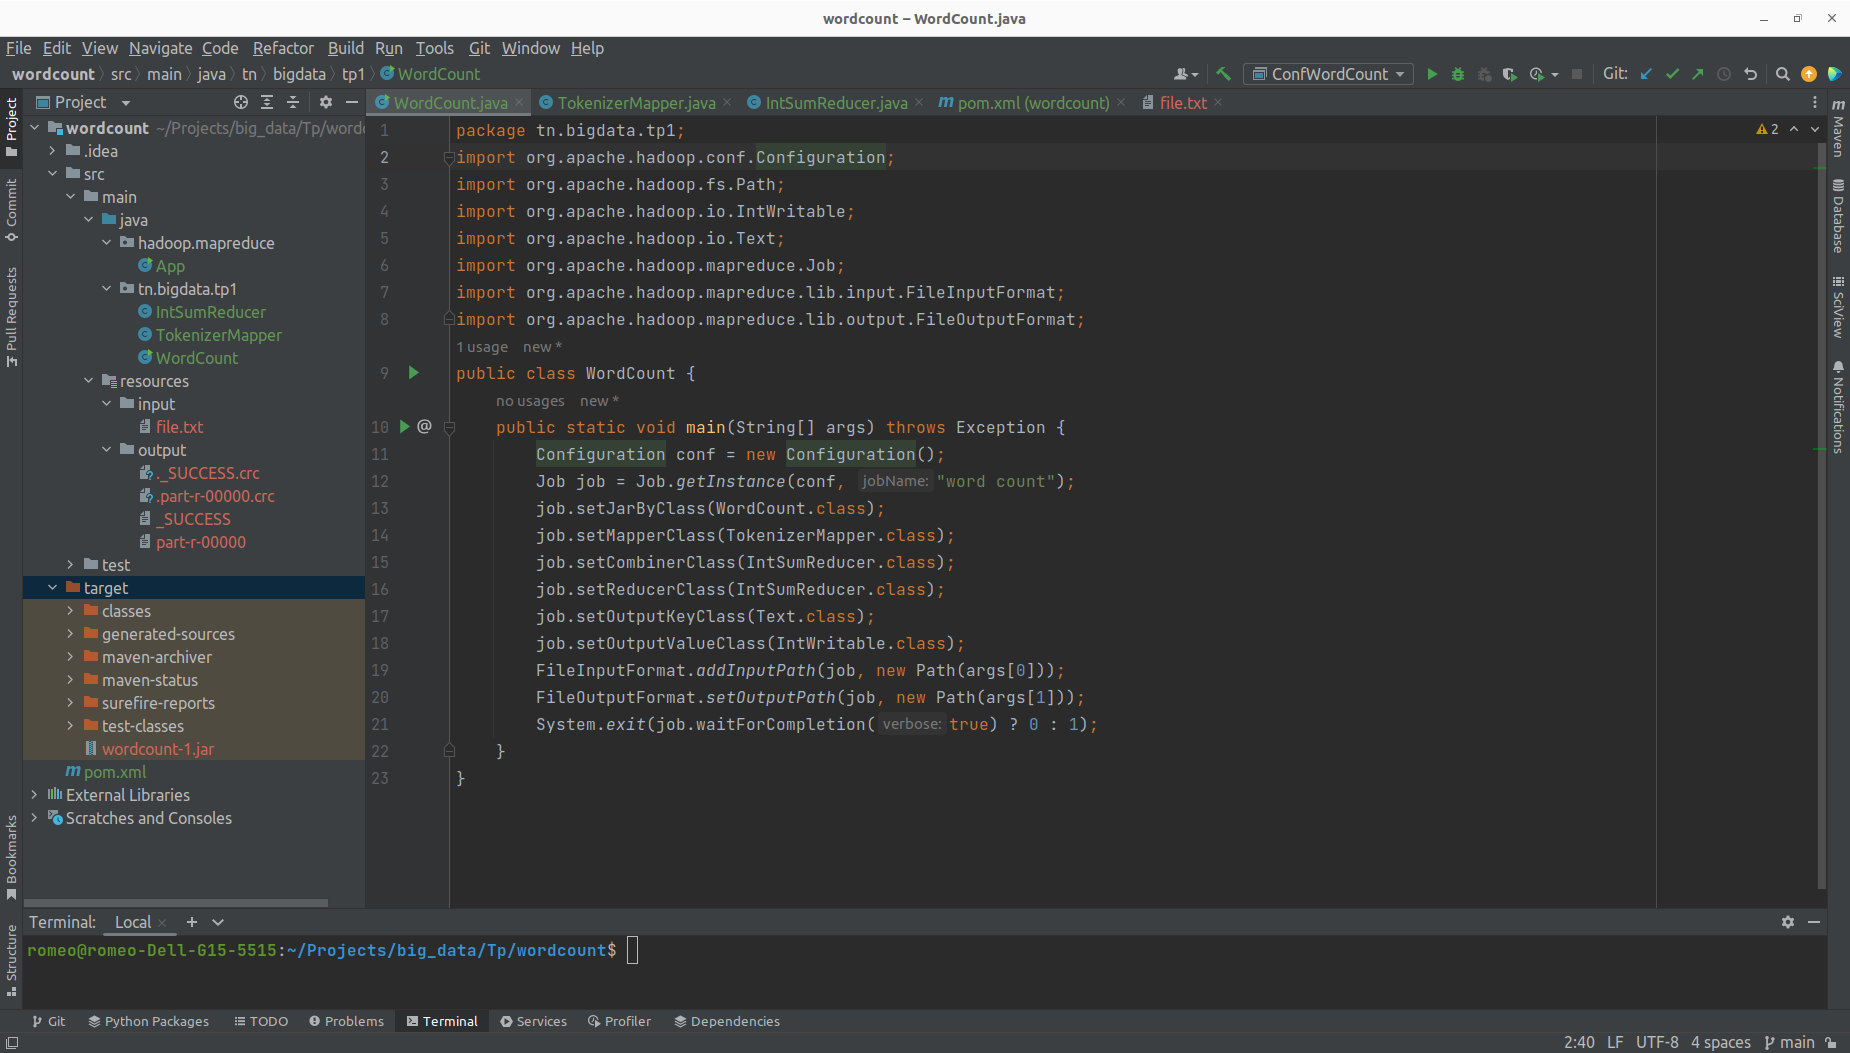 wordcount – WordCount.java
File Edit View Navigate Code Refactor Build Run Tools Git Window Help
wordcount src main java tn bigdata tp1 WordCount ConfWordCount Git:
Project
WordCount.java TokenizerMapper.java IntSumReducer.java pom.xml (wordcount) file.txt
wordcount ~/Projects/big_data/Tp/wordc
.idea
src
main
java
hadoop.mapreduce
App
tn.bigdata.tp1
IntSumReducer
TokenizerMapper
WordCount
resources
input
file.txt
output
._SUCCESS.crc
.part-r-00000.crc
_SUCCESS
part-r-00000
test
target
classes
generated-sources
maven-archiver
maven-status
surefire-reports
test-classes
wordcount-1.jar
pom.xml
External Libraries
Scratches and Consoles
Project
Commit
Pull Requests
Bookmarks
Structure
1 package tn.bigdata.tp1;
2 import org.apache.hadoop.conf.Configuration;
3 import org.apache.hadoop.fs.Path;
4 import org.apache.hadoop.io.IntWritable;
5 import org.apache.hadoop.io.Text;
6 import org.apache.hadoop.mapreduce.Job;
7 import org.apache.hadoop.mapreduce.lib.input.FileInputFormat;
8 import org.apache.hadoop.mapreduce.lib.output.FileOutputFormat;
1 usage new *
9 public class WordCount {
no usages new *
10 @ public static void main(String[] args) throws Exception {
11 Configuration conf = new Configuration();
12 Job job = Job.getInstance(conf, jobName: "word count");
13 job.setJarByClass(WordCount.class);
14 job.setMapperClass(TokenizerMapper.class);
15 job.setCombinerClass(IntSumReducer.class);
16 job.setReducerClass(IntSumReducer.class);
17 job.setOutputKeyClass(Text.class);
18 job.setOutputValueClass(IntWritable.class);
19 FileInputFormat.addInputPath(job, new Path(args[0]));
20 FileOutputFormat.setOutputPath(job, new Path(args[1]));
21 System.exit(job.waitForCompletion( verbose: true) ? 0 : 1);
22 }
23 }
2
m Maven
Database
SciView
Notifications
Terminal: Local
romeo@romeo-Dell-G15-5515:~/Projects/big_data/Tp/wordcount$
Git Python Packages TODO Problems Terminal Services Profiler Dependencies
2:40 LF UTF-8 4 spaces main